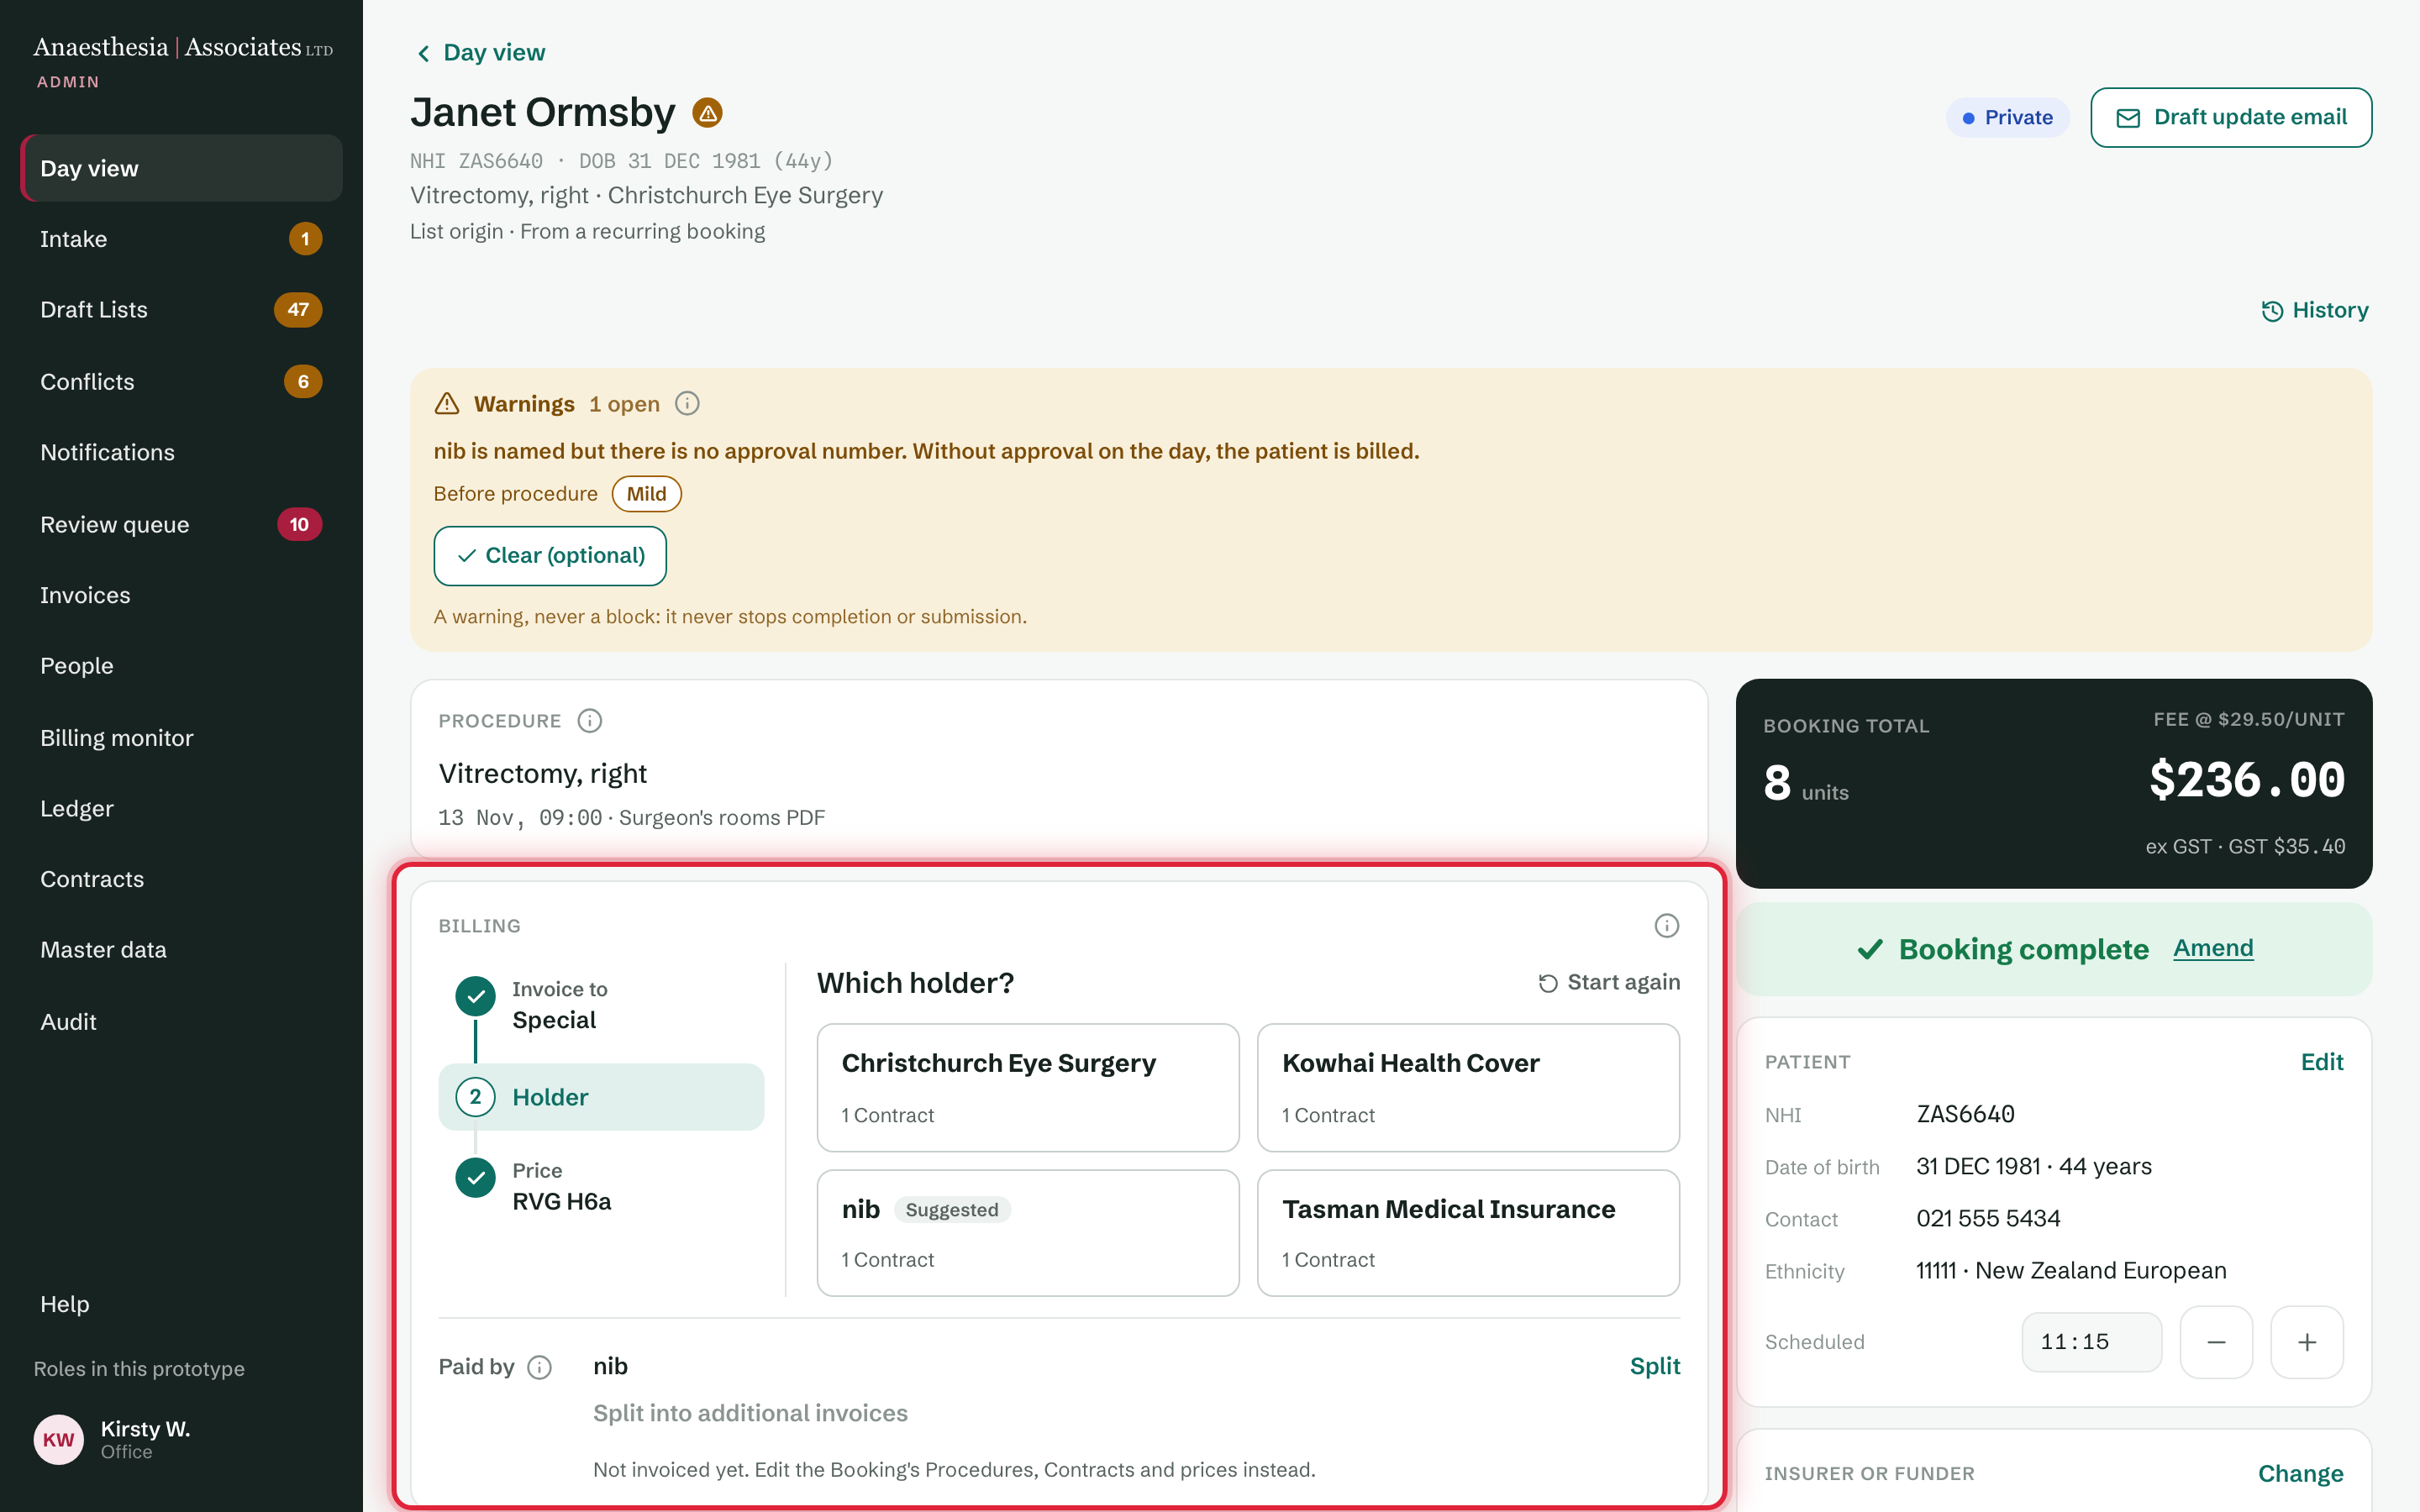 Anaesthesia | Associates LTD
ADMIN
Day view
Intake 1
Draft Lists 47
Conflicts 6
Notifications
Review queue 10
Invoices
People
Billing monitor
Ledger
Contracts
Master data
Audit
Help
Roles in this prototype
KW
Kirsty W.
Office
Day view
Janet Ormsby
NHI ZAS6640 · DOB 31 DEC 1981 (44y)
Vitrectomy, right · Christchurch Eye Surgery
List origin · From a recurring booking
Private
Draft update email
History
Warnings 1 open
nib is named but there is no approval number. Without approval on the day, the patient is billed.
Before procedure Mild
Clear (optional)
A warning, never a block: it never stops completion or submission.
PROCEDURE
Vitrectomy, right
13 Nov, 09:00 · Surgeon's rooms PDF
BILLING
Invoice to
Special
2 Holder
Price
RVG H6a
Which holder?
Start again
Christchurch Eye Surgery
1 Contract
Kowhai Health Cover
1 Contract
nib Suggested
1 Contract
Tasman Medical Insurance
1 Contract
Paid by nib Split
Split into additional invoices
Not invoiced yet. Edit the Booking's Procedures, Contracts and prices instead.
BOOKING TOTAL
FEE @ $29.50/UNIT
8 units
$236.00
ex GST · GST $35.40
Booking complete Amend
PATIENT Edit
NHI ZAS6640
Date of birth 31 DEC 1981 · 44 years
Contact 021 555 5434
Ethnicity 11111 · New Zealand European
Scheduled 11:15 − +
INSURER OR FUNDER Change